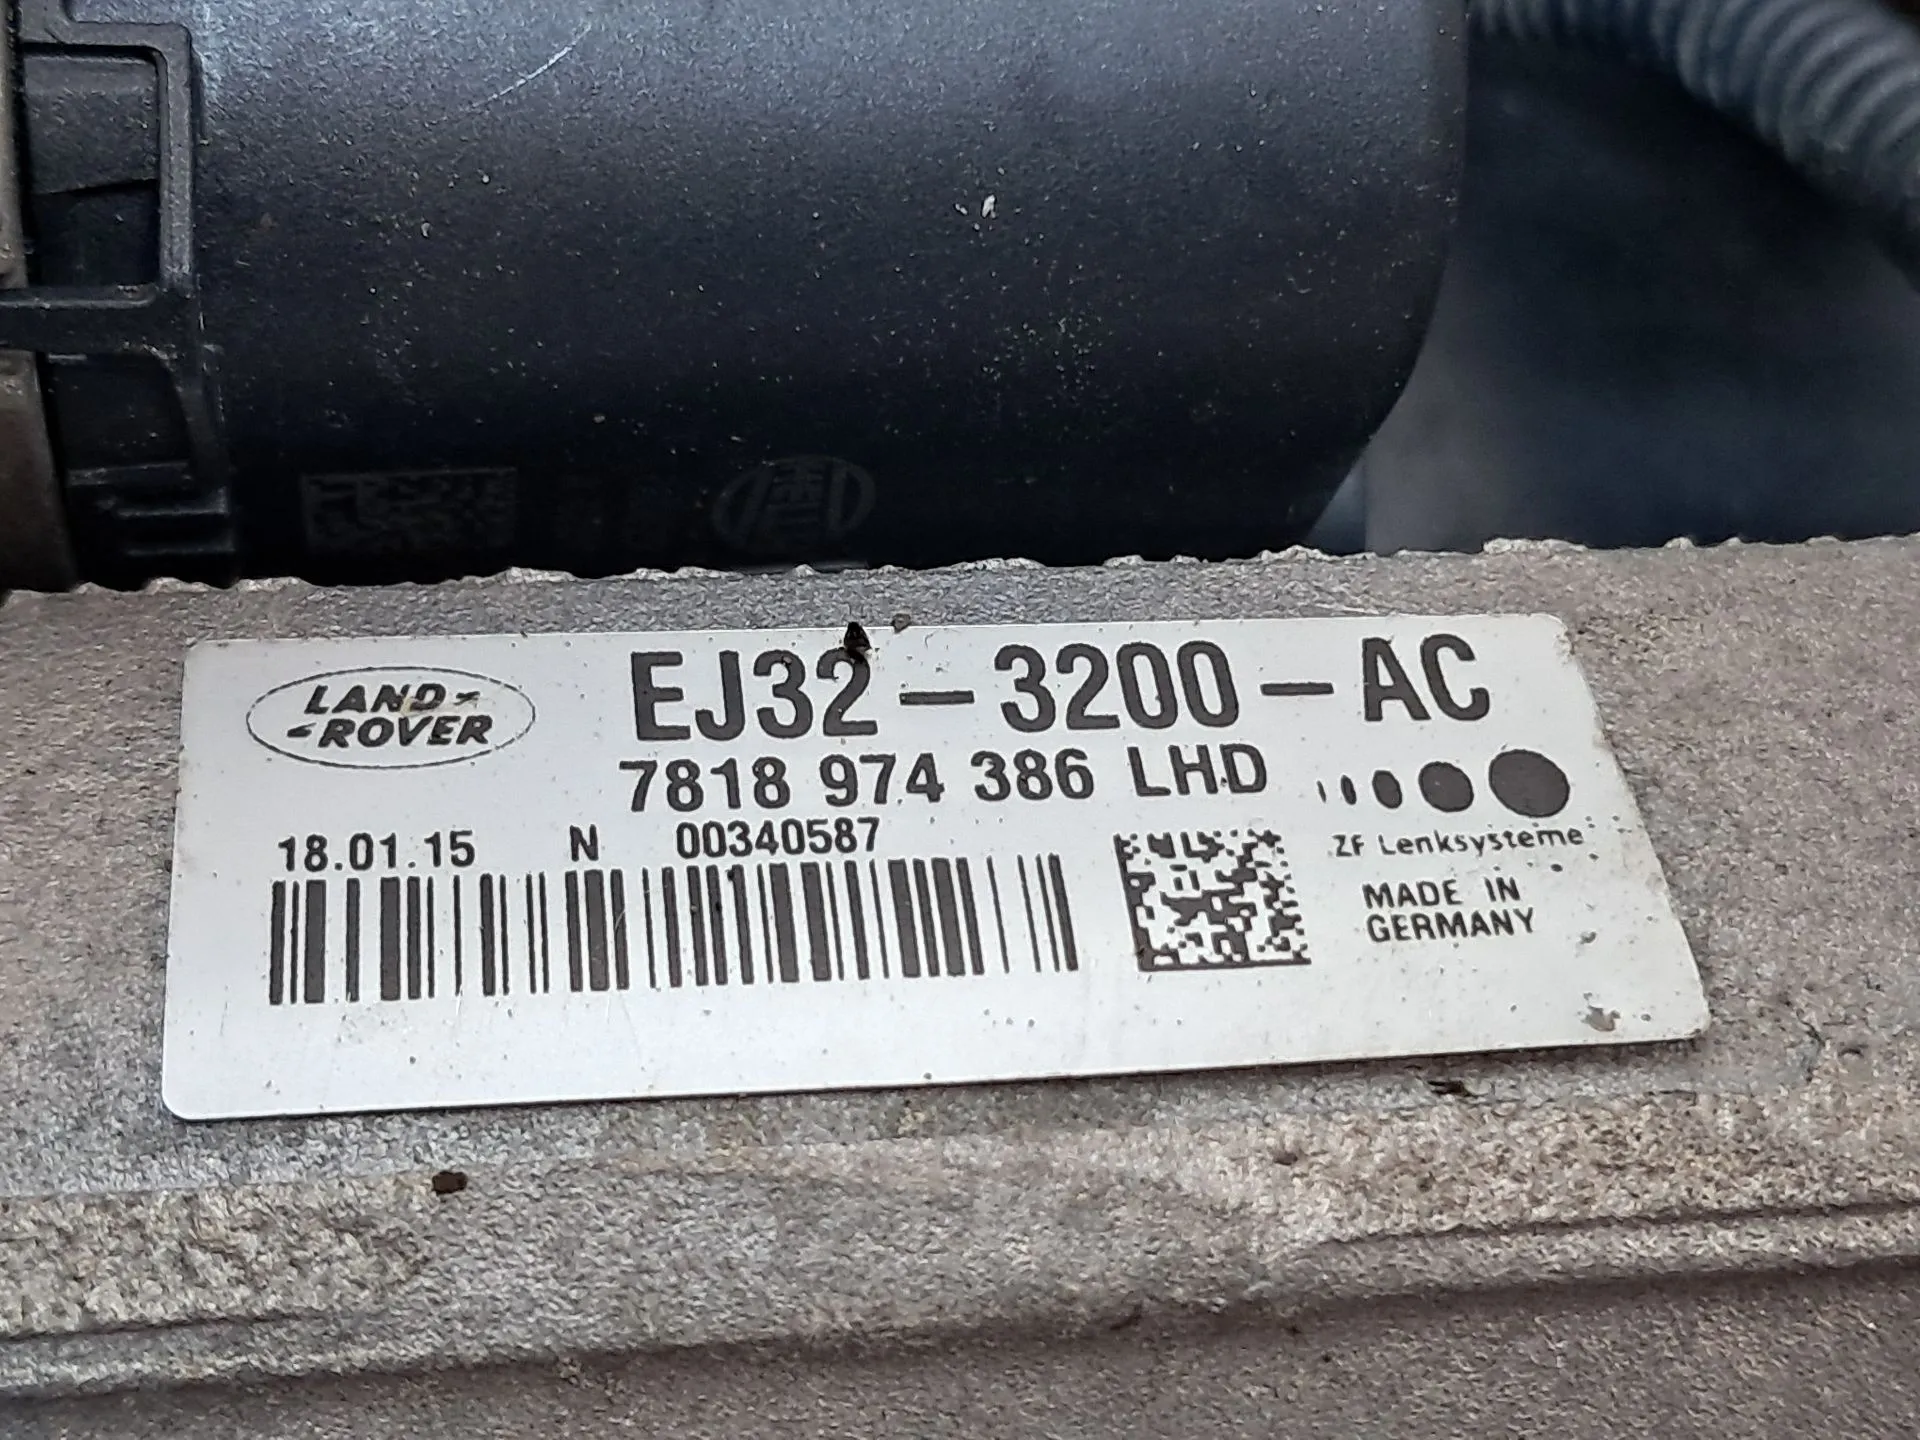 LAND
ROVER
EJ32-3200-AC
7818 974 386 LHD
18.01.15 N 00340587
ZF Lenksysteme
MADE IN
GERMANY